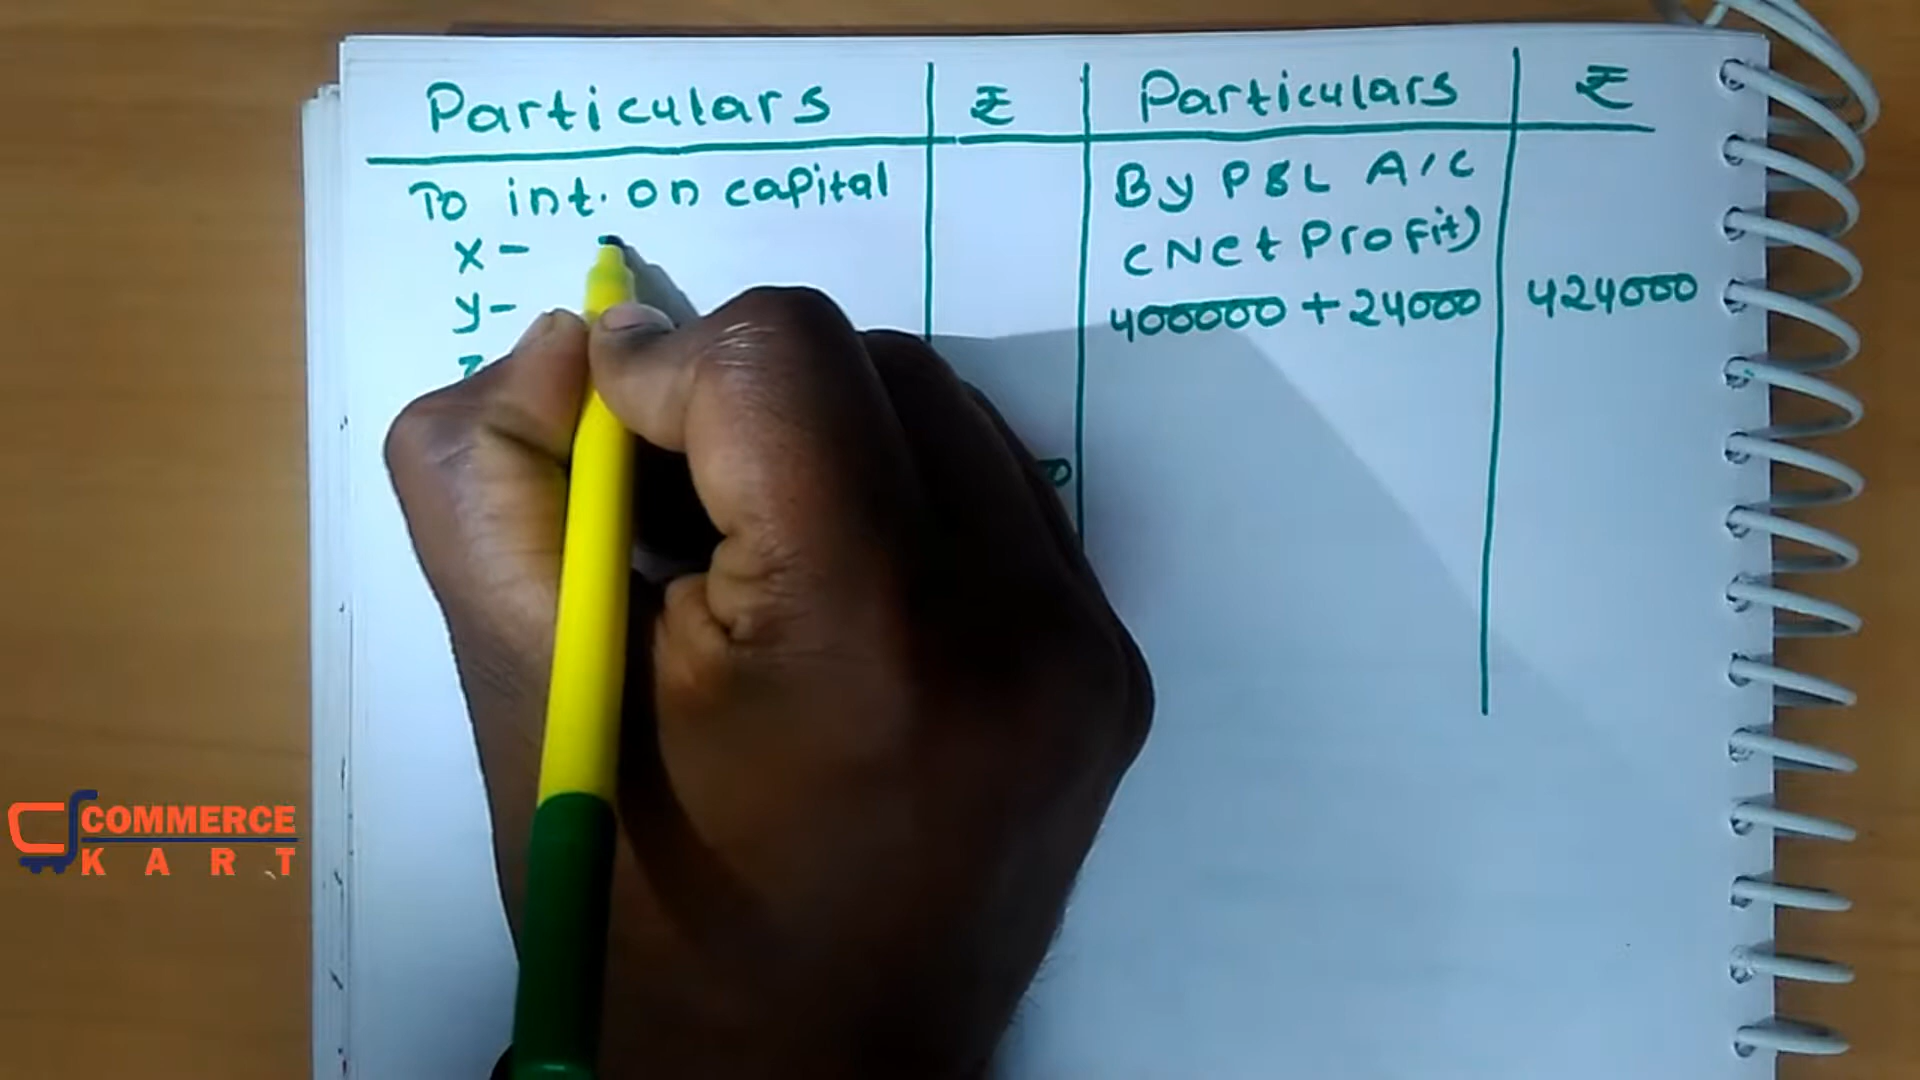 Particulars ₹ Particulars ₹
To int. on capital
x -
y -
By P&L A/C
(Net Profit)
400000 + 24000 424000
COMMERCE
KART